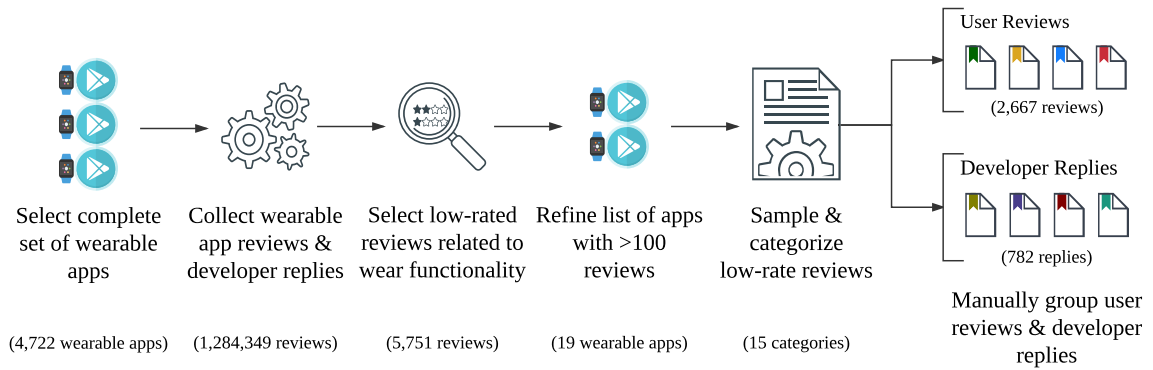 Select complete
set of wearable
apps
(4,722 wearable apps)
Collect wearable
app reviews &
developer replies
(1,284,349 reviews)
Select low-rated
reviews related to
wear functionality
(5,751 reviews)
Refine list of apps
with >100
reviews
(19 wearable apps)
Sample &
categorize
low-rate reviews
(15 categories)
User Reviews
(2,667 reviews)
Developer Replies
(782 replies)
Manually group user
reviews & developer
replies